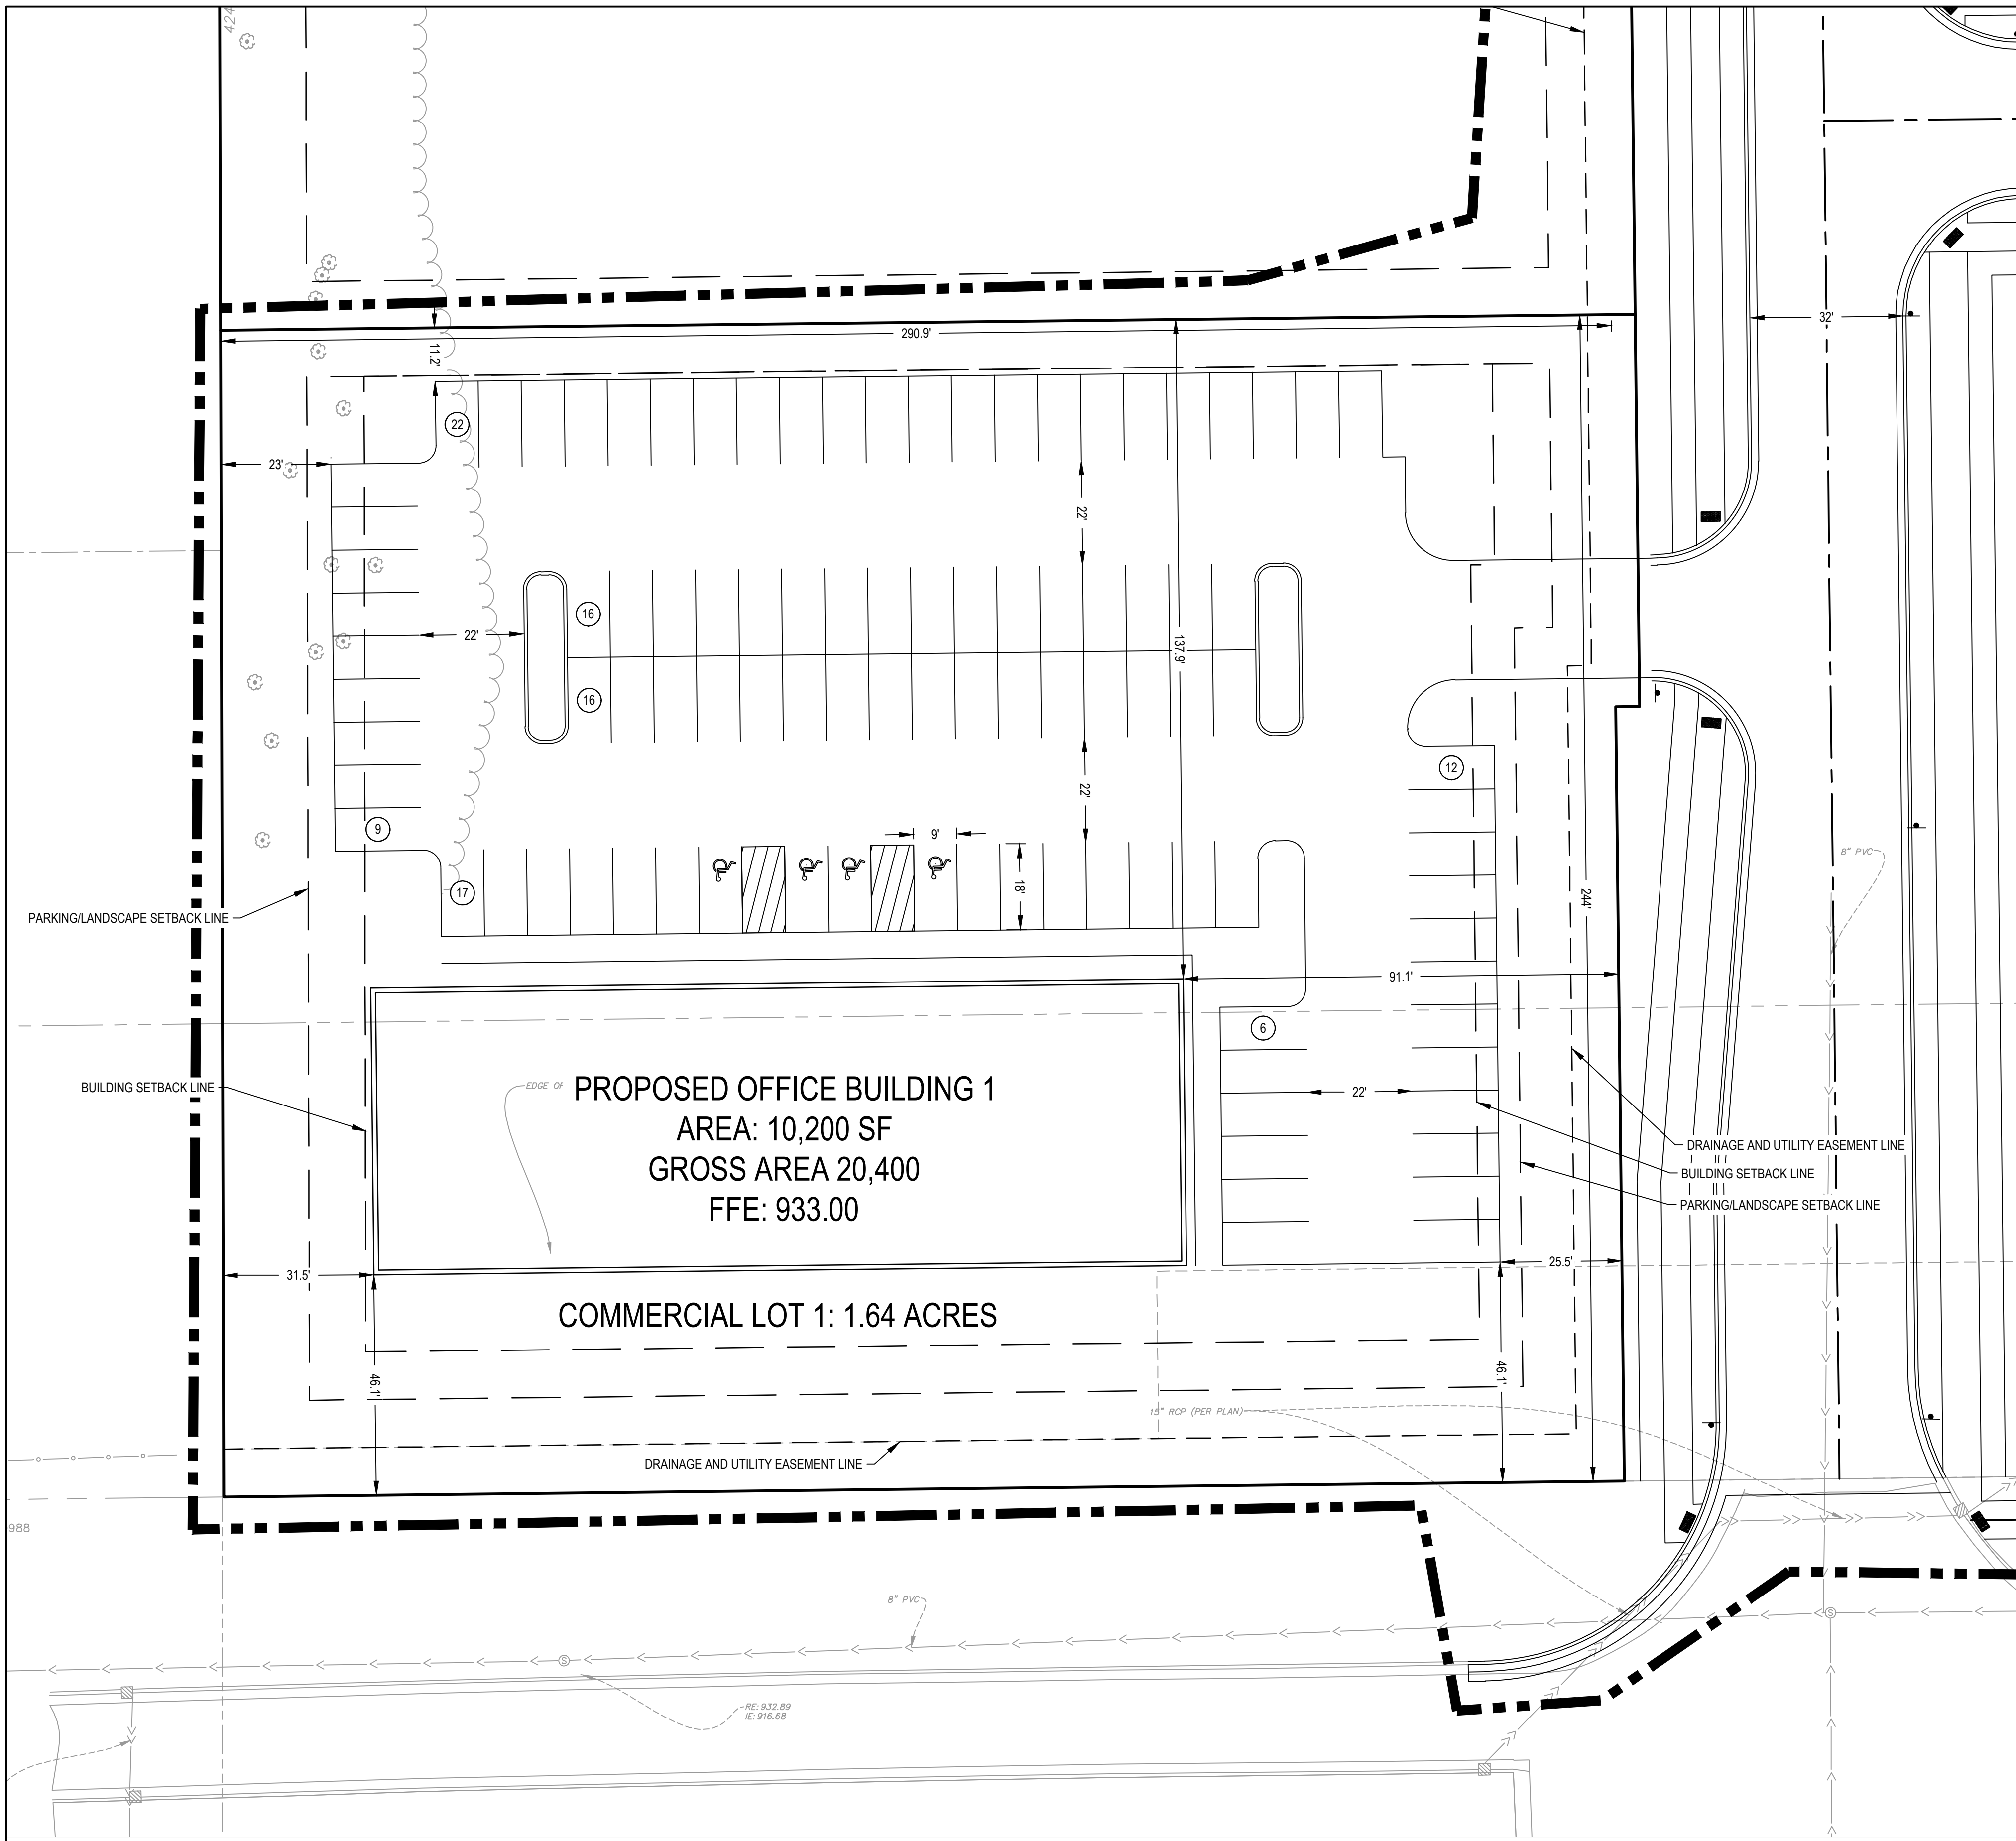 424
290.9'
32'
11.2'
22
23'
22'
16
22'
137.9'
16
12
22'
9'
9
8" PVC
17
18'
244'
PARKING/LANDSCAPE SETBACK LINE
91.1'
6
EDGE OF
PROPOSED OFFICE BUILDING 1
AREA: 10,200 SF
GROSS AREA 20,400
FFE: 933.00
BUILDING SETBACK LINE
22'
DRAINAGE AND UTILITY EASEMENT LINE
BUILDING SETBACK LINE
PARKING/LANDSCAPE SETBACK LINE
31.5'
25.5'
COMMERCIAL LOT 1: 1.64 ACRES
46.1'
46.1'
15" RCP (PER PLAN)
DRAINAGE AND UTILITY EASEMENT LINE
988
8" PVC
S
S
RE: 932.89
IE: 916.68